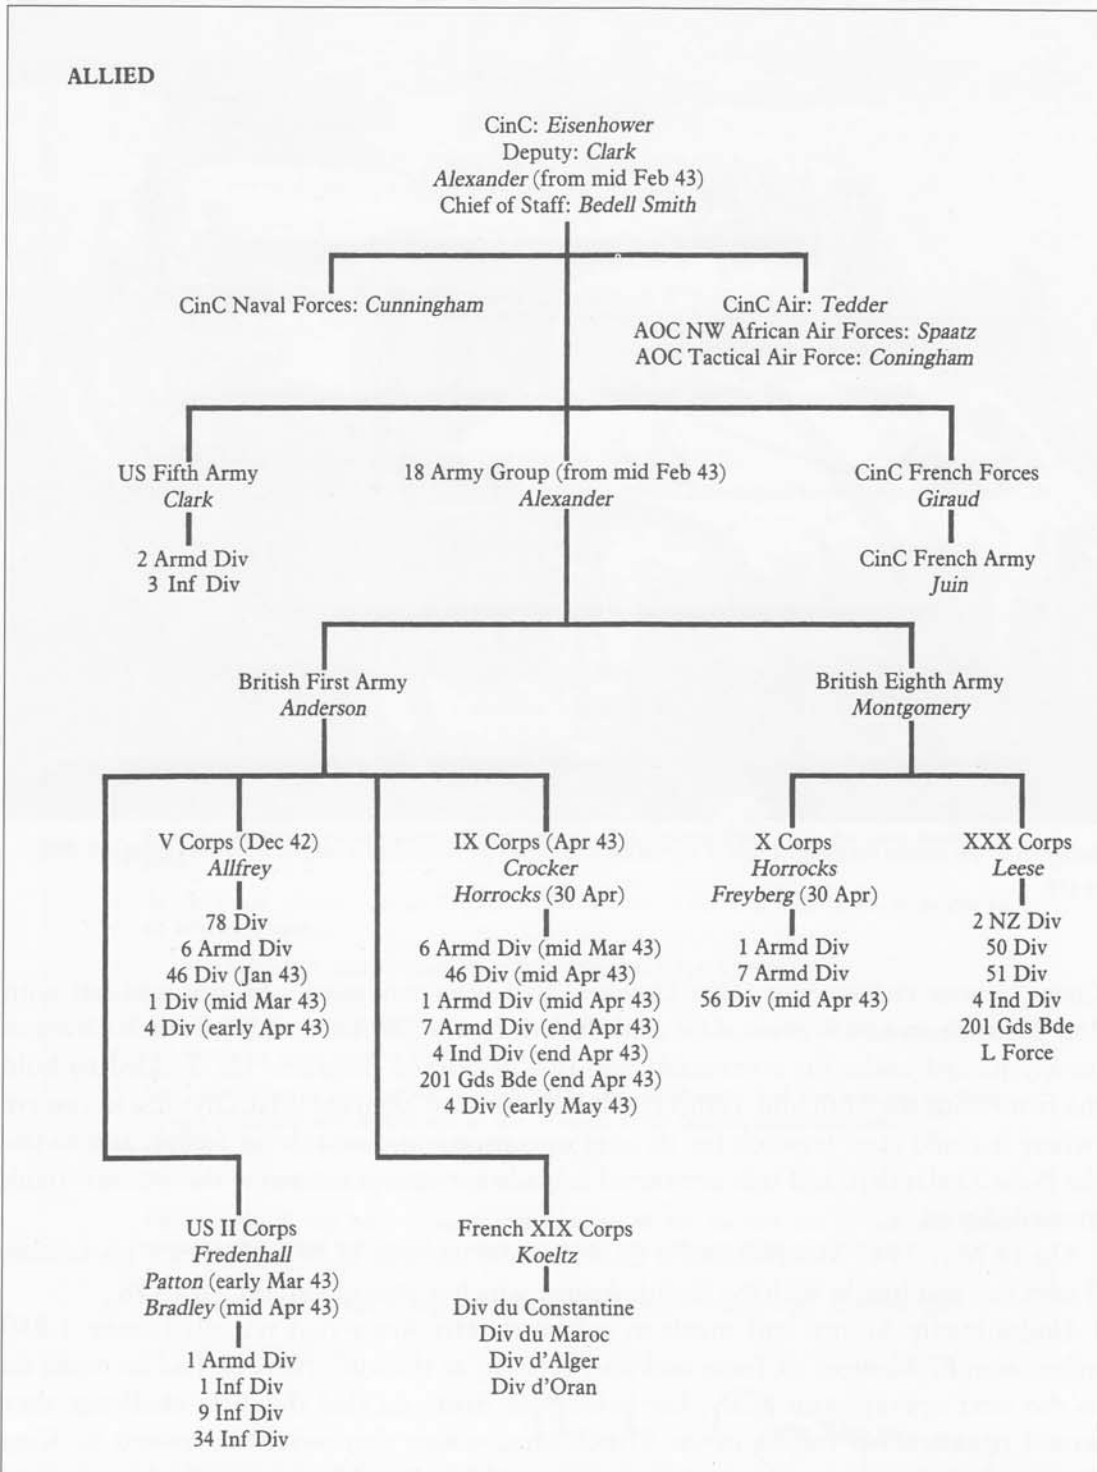 ALLIED
CinC: Eisenhower
Deputy: Clark
Alexander (from mid Feb 43)
Chief of Staff: Bedell Smith
CinC Naval Forces: Cunningham
CinC Air: Tedder
AOC NW African Air Forces: Spaatz
AOC Tactical Air Force: Coningham
US Fifth Army
Clark
2 Armd Div
3 Inf Div
18 Army Group (from mid Feb 43)
Alexander
CinC French Forces
Giraud
CinC French Army
Juin
British First Army
Anderson
British Eighth Army
Montgomery
V Corps (Dec 42)
Allfrey
78 Div
6 Armd Div
46 Div (Jan 43)
1 Div (mid Mar 43)
4 Div (early Apr 43)
IX Corps (Apr 43)
Crocker
Horrocks (30 Apr)
6 Armd Div (mid Mar 43)
46 Div (mid Apr 43)
1 Armd Div (mid Apr 43)
7 Armd Div (end Apr 43)
4 Ind Div (end Apr 43)
201 Gds Bde (end Apr 43)
4 Div (early May 43)
X Corps
Horrocks
Freyberg (30 Apr)
1 Armd Div
7 Armd Div
56 Div (mid Apr 43)
XXX Corps
Leese
2 NZ Div
50 Div
51 Div
4 Ind Div
201 Gds Bde
L Force
US II Corps
Fredenhall
Patton (early Mar 43)
Bradley (mid Apr 43)
1 Armd Div
1 Inf Div
9 Inf Div
34 Inf Div
French XIX Corps
Koeltz
Div du Constantine
Div du Maroc
Div d'Alger
Div d'Oran